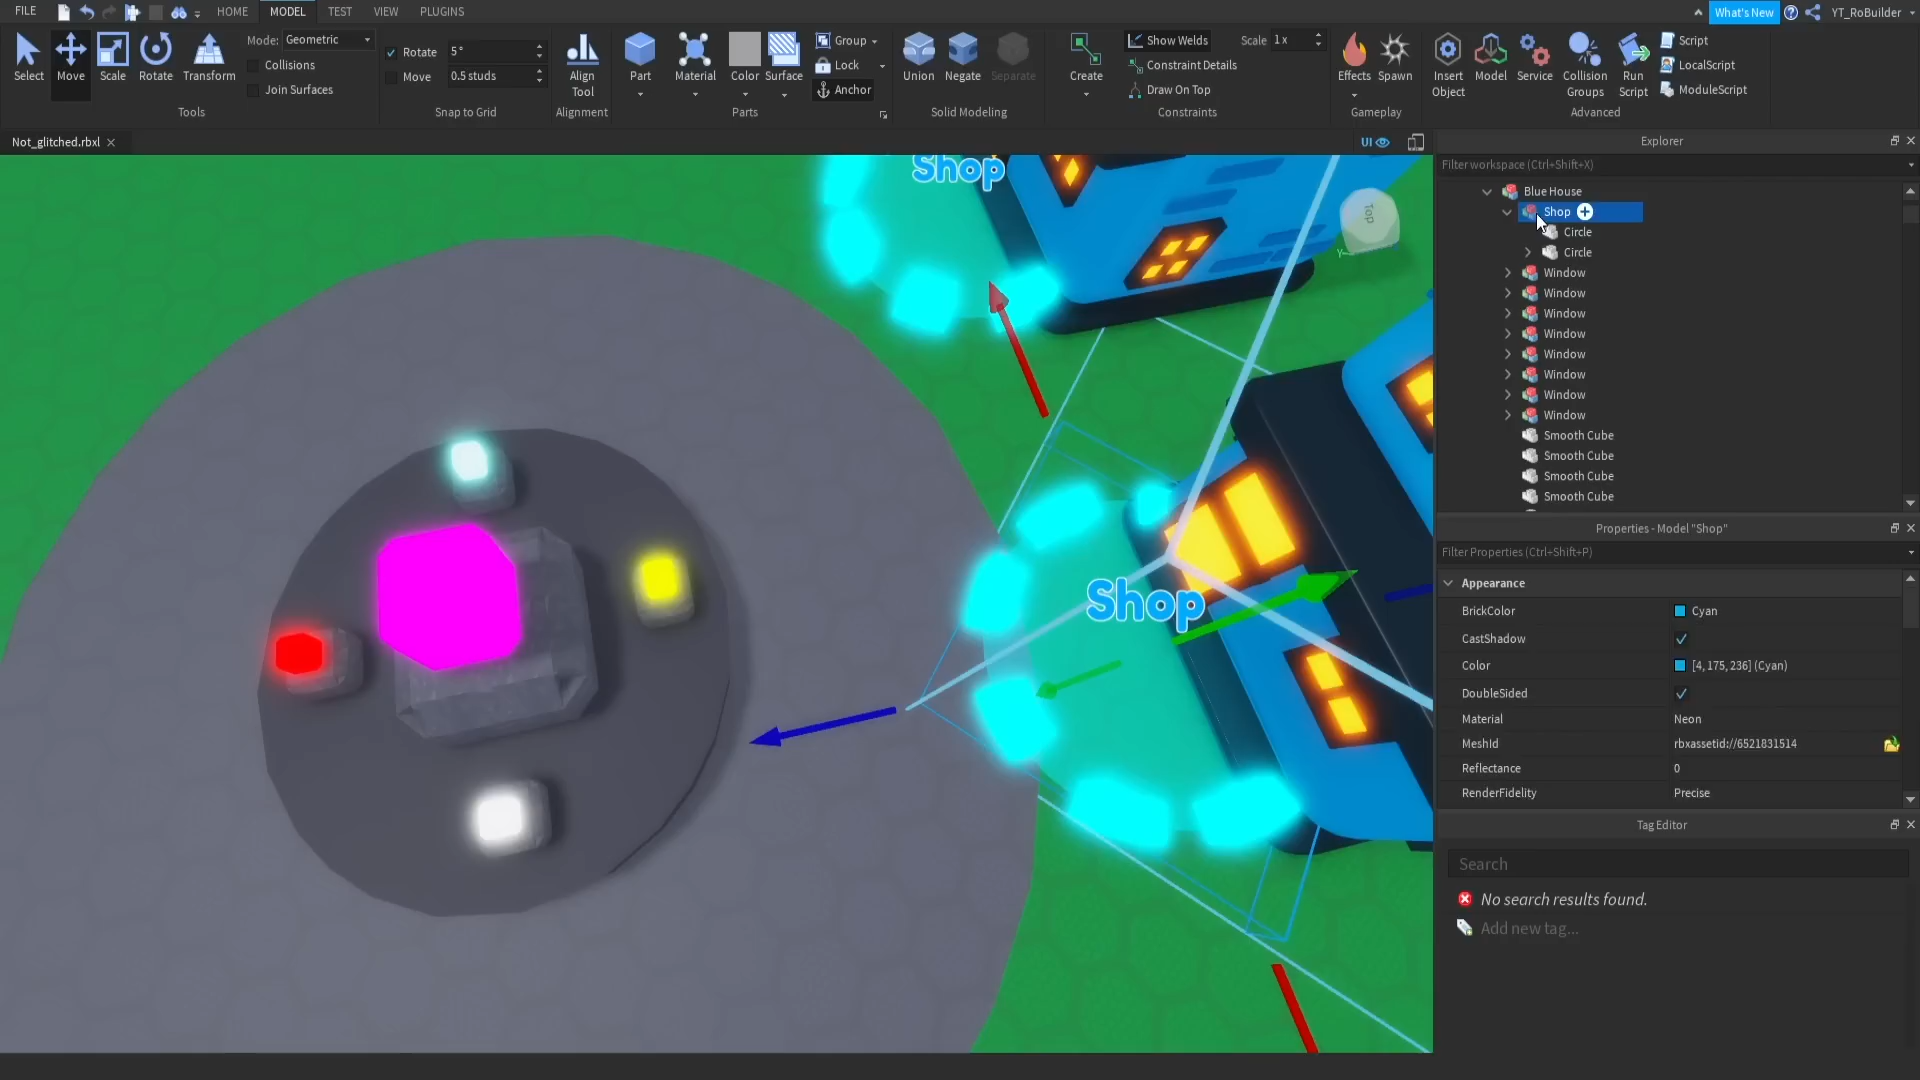 FILE HOME MODEL TEST VIEW PLUGINS What's New YT_RoBuilder
Select Move Scale Rotate Transform
Mode: Geometric
Collisions
Join Surfaces
Tools
Rotate 5°
Move 0.5 studs
Snap to Grid
Align Tool
Alignment
Part Material Color Surface
Group
Lock
Anchor
Parts
Union Negate Separate
Solid Modeling
Create
Show Welds Scale 1x
Constraint Details
Draw On Top
Constraints
Effects Spawn
Gameplay
Insert Object Model Service Collision Groups Run Script
Script
LocalScript
ModuleScript
Advanced
Not_glitched.rbxl
UI
Shop
Top
Y
Shop
Explorer
Filter workspace (Ctrl+Shift+X)
Blue House
Shop
Circle
Circle
Window
Window
Window
Window
Window
Window
Window
Window
Smooth Cube
Smooth Cube
Smooth Cube
Smooth Cube
Properties - Model "Shop"
Filter Properties (Ctrl+Shift+P)
Appearance
BrickColor Cyan
CastShadow
Color [4, 175, 236] (Cyan)
DoubleSided
Material Neon
MeshId rbxassetid://6521831514
Reflectance 0
RenderFidelity Precise
Tag Editor
Search
No search results found.
Add new tag...